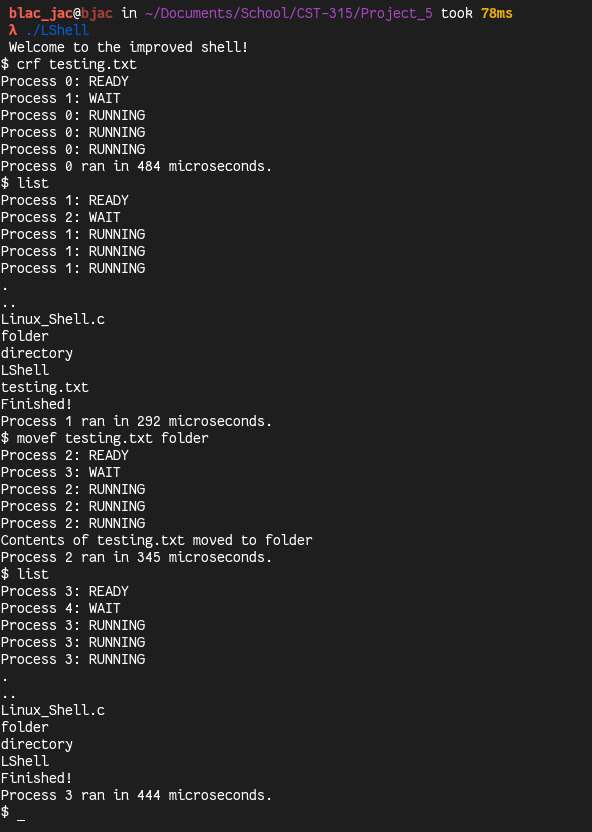 blac_jac@bjac in ~/Documents/School/CST-315/Project_5 took 78ms
λ ./LShell
Welcome to the improved shell!
$ crf testing.txt
Process 0: READY
Process 1: WAIT
Process 0: RUNNING
Process 0: RUNNING
Process 0: RUNNING
Process 0 ran in 484 microseconds.
$ list
Process 1: READY
Process 2: WAIT
Process 1: RUNNING
Process 1: RUNNING
Process 1: RUNNING
.
..
Linux_Shell.c
folder
directory
LShell
testing.txt
Finished!
Process 1 ran in 292 microseconds.
$ movef testing.txt folder
Process 2: READY
Process 3: WAIT
Process 2: RUNNING
Process 2: RUNNING
Process 2: RUNNING
Contents of testing.txt moved to folder
Process 2 ran in 345 microseconds.
$ list
Process 3: READY
Process 4: WAIT
Process 3: RUNNING
Process 3: RUNNING
Process 3: RUNNING
.
..
Linux_Shell.c
folder
directory
LShell
Finished!
Process 3 ran in 444 microseconds.
$ _